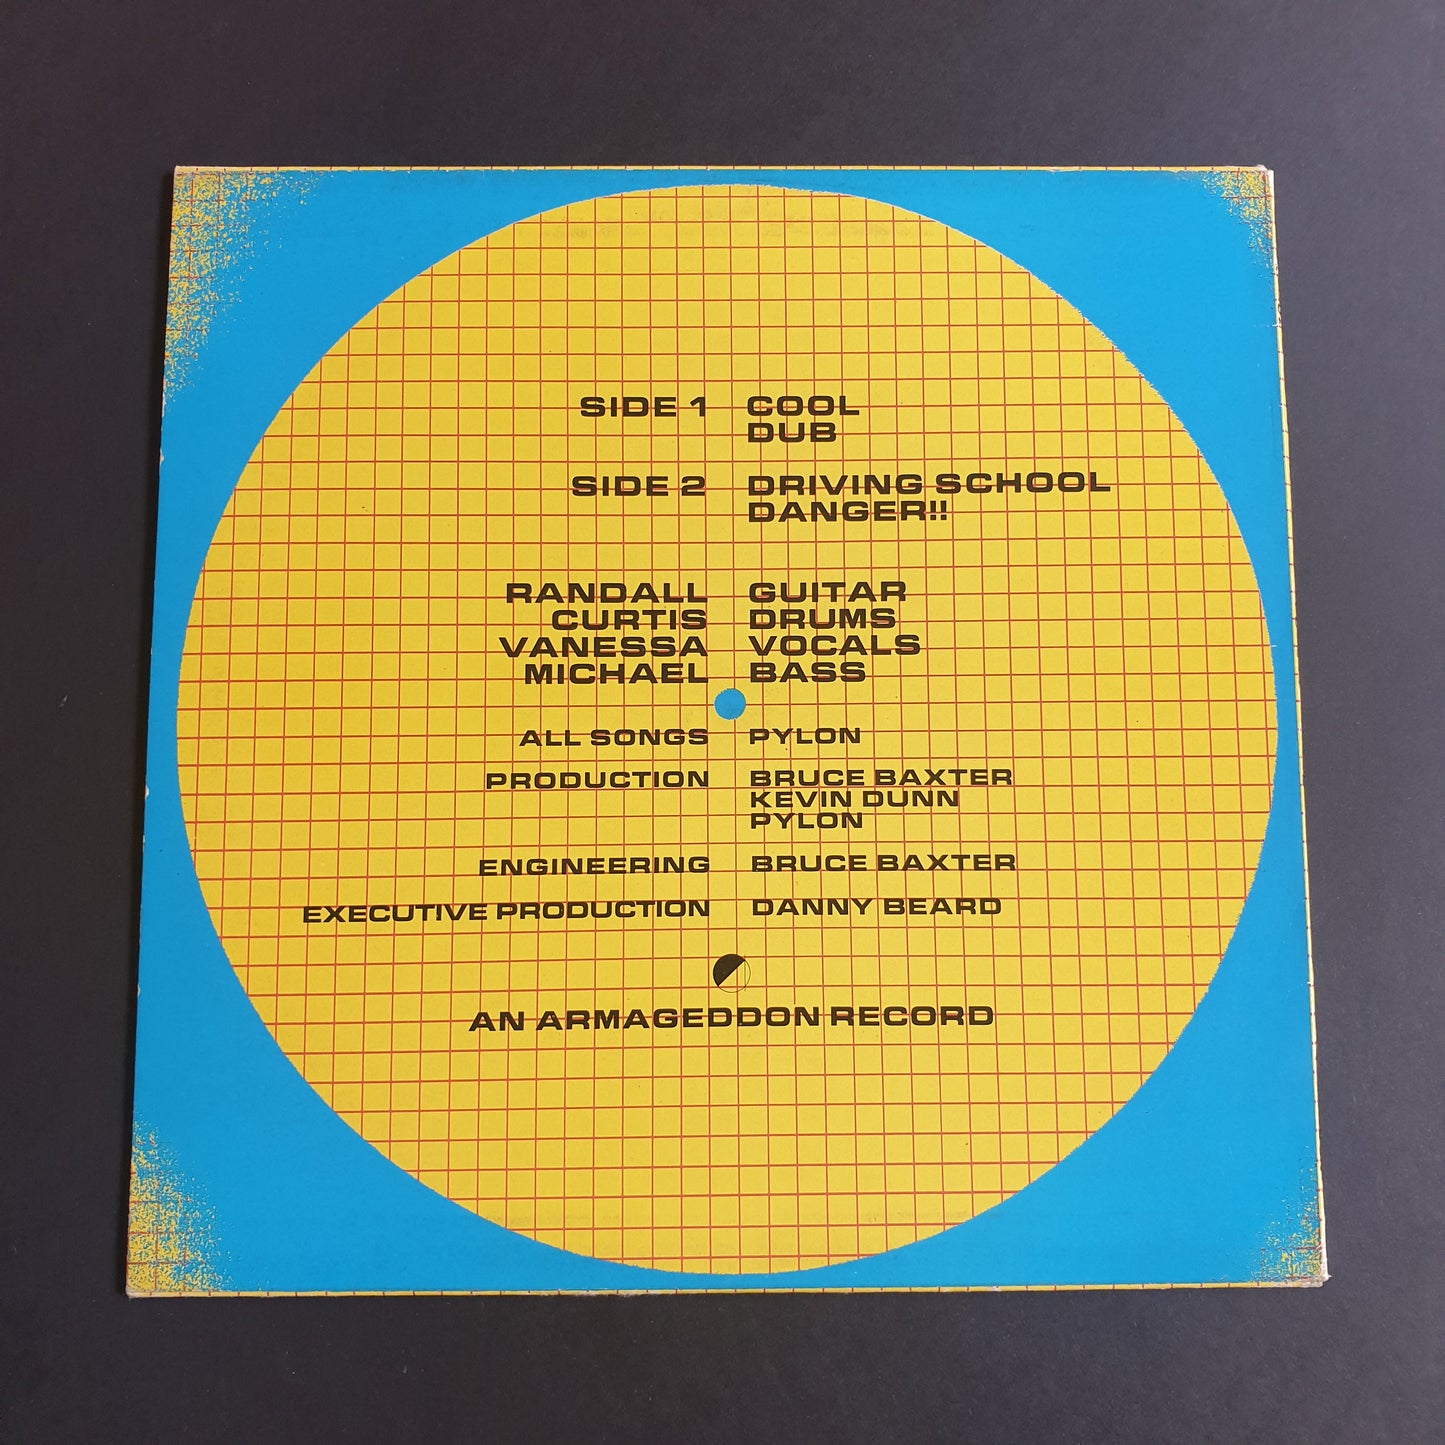 SIDE 1 COOL
DUB
SIDE 2 DRIVING SCHOOL
DANGER!!
RANDALL GUITAR
CURTIS DRUMS
VANESSA VOCALS
MICHAEL BASS
ALL SONGS PYLON
PRODUCTION BRUCE BAXTER
KEVIN DUNN
PYLON
ENGINEERING BRUCE BAXTER
EXECUTIVE PRODUCTION DANNY BEARD
AN ARMAGEDDON RECORD